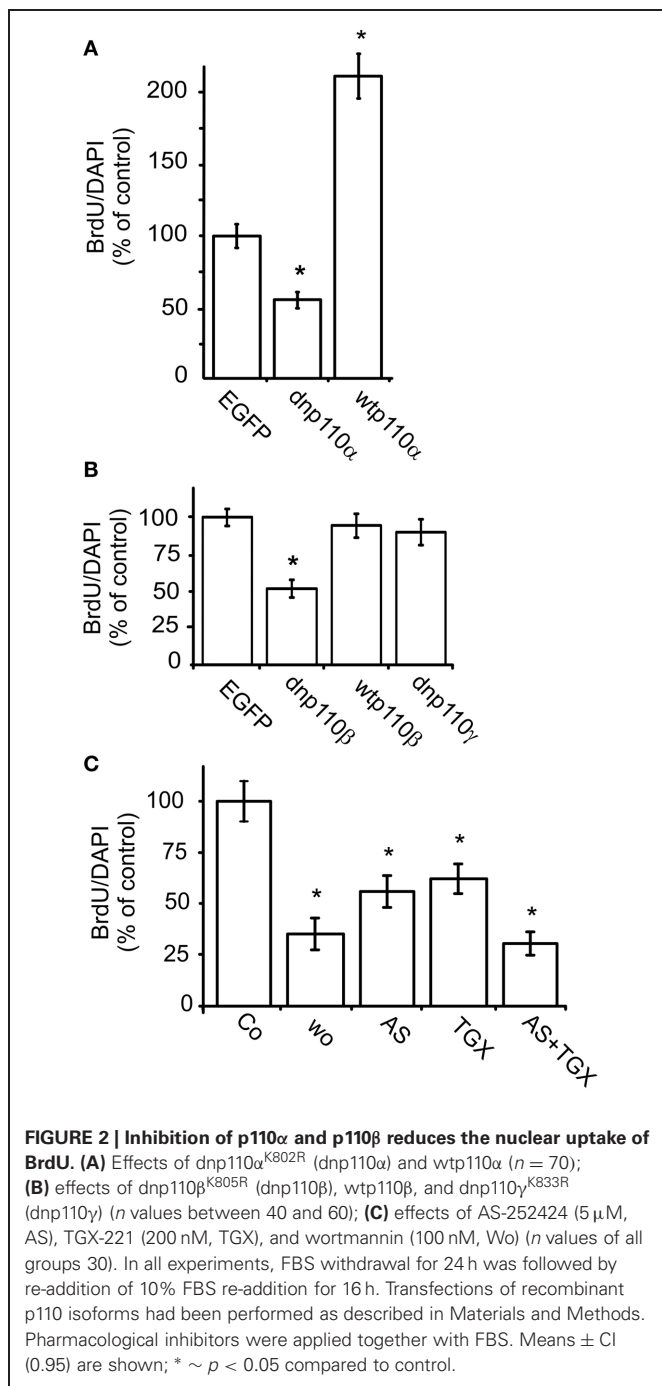 A
*
200
150
100
50
0
BrdU/DAPI
(% of control)
*
EGFP
dnp110α
wtp110α
B
100
75
50
25
0
BrdU/DAPI
(% of control)
*
EGFP
dnp110β
wtp110β
dnp110γ
C
100
75
50
25
0
BrdU/DAPI
(% of control)
*
*
*
*
Co
wo
AS
TGX
AS+TGX
FIGURE 2 | Inhibition of p110α and p110β reduces the nuclear uptake of
BrdU. (A) Effects of dnp110α^K802R (dnp110α) and wtp110α (n = 70);
(B) effects of dnp110β^K805R (dnp110β), wtp110β, and dnp110γ^K833R
(dnp110γ) (n values between 40 and 60); (C) effects of AS-252424 (5 μM,
AS), TGX-221 (200 nM, TGX), and wortmannin (100 nM, Wo) (n values of all
groups 30). In all experiments, FBS withdrawal for 24 h was followed by
re-addition of 10% FBS re-addition for 16 h. Transfections of recombinant
p110 isoforms had been performed as described in Materials and Methods.
Pharmacological inhibitors were applied together with FBS. Means ± CI
(0.95) are shown; * ~ p < 0.05 compared to control.